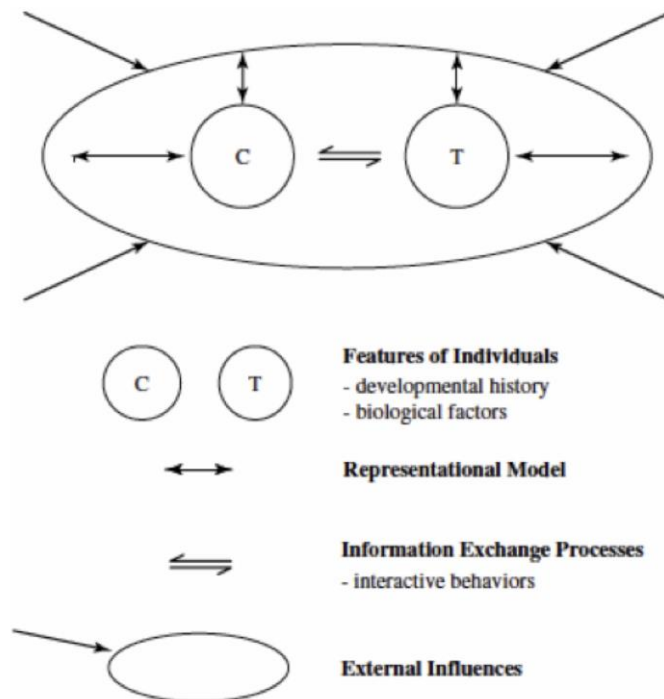 C
T
C
T
Features of Individuals
- developmental history
- biological factors
Representational Model
Information Exchange Processes
- interactive behaviors
External Influences